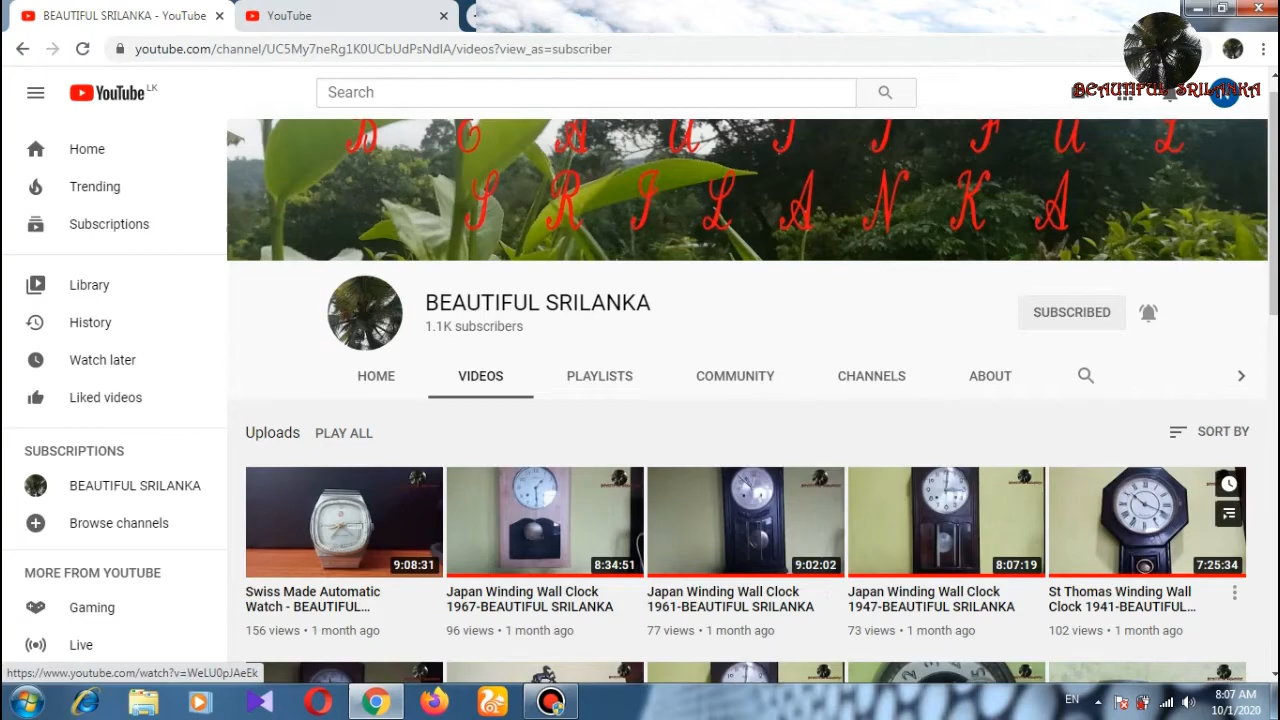 BEAUTIFUL SRILANKA - YouTube
YouTube
youtube.com/channel/UC5My7neRg1K0UCbUdPsNdIA/videos?view_as=subscriber
BEAUTIFUL SRILANKA
YouTube LK
Search
Home
Trending
Subscriptions
Library
History
Watch later
Liked videos
SUBSCRIPTIONS
BEAUTIFUL SRILANKA
Browse channels
MORE FROM YOUTUBE
Gaming
Live
B E A U T I F U L
S R I L A N K A
BEAUTIFUL SRILANKA
1.1K subscribers
SUBSCRIBED
HOME VIDEOS PLAYLISTS COMMUNITY CHANNELS ABOUT
Uploads PLAY ALL
SORT BY
9:08:31
Swiss Made Automatic
Watch - BEAUTIFUL...
156 views • 1 month ago
8:34:51
Japan Winding Wall Clock
1967-BEAUTIFUL SRILANKA
96 views • 1 month ago
9:02:02
Japan Winding Wall Clock
1961-BEAUTIFUL SRILANKA
77 views • 1 month ago
8:07:19
Japan Winding Wall Clock
1947-BEAUTIFUL SRILANKA
73 views • 1 month ago
7:25:34
St Thomas Winding Wall
Clock 1941-BEAUTIFUL...
102 views • 1 month ago
https://www.youtube.com/watch?v=WeLU0pJAeEk
EN
8:07 AM
10/1/2020